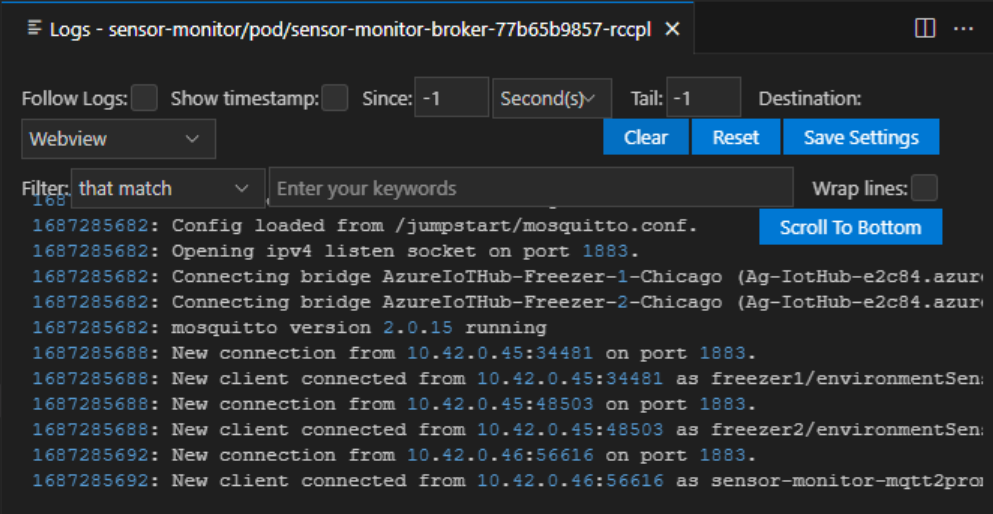 Logs - sensor-monitor/pod/sensor-monitor-broker-77b65b9857-rccpl
Follow Logs: Show timestamp: Since: -1 Second(s) Tail: -1 Destination:
Webview Clear Reset Save Settings
Filter: that match Enter your keywords Wrap lines:
Scroll To Bottom
1687285682: Config loaded from /jumpstart/mosquitto.conf.
1687285682: Opening ipv4 listen socket on port 1883.
1687285682: Connecting bridge AzureIoTHub-Freezer-1-Chicago (Ag-IotHub-e2c84.azure
1687285682: Connecting bridge AzureIoTHub-Freezer-2-Chicago (Ag-IotHub-e2c84.azure
1687285682: mosquitto version 2.0.15 running
1687285688: New connection from 10.42.0.45:34481 on port 1883.
1687285688: New client connected from 10.42.0.45:34481 as freezer1/environmentSen
1687285688: New connection from 10.42.0.45:48503 on port 1883.
1687285688: New client connected from 10.42.0.45:48503 as freezer2/environmentSen
1687285692: New connection from 10.42.0.46:56616 on port 1883.
1687285692: New client connected from 10.42.0.46:56616 as sensor-monitor-mqtt2pro